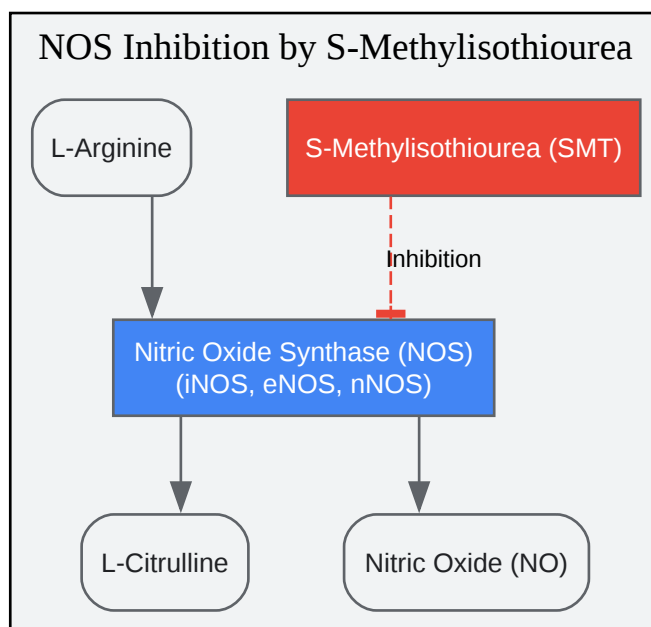 NOS Inhibition by S-Methylisothiourea
L-Arginine
S-Methylisothiourea (SMT)
Inhibition
Nitric Oxide Synthase (NOS)
(iNOS, eNOS, nNOS)
L-Citrulline
Nitric Oxide (NO)